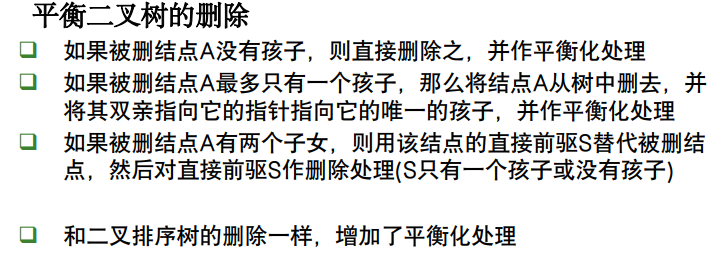 平衡二叉树的删除
如果被删结点A没有孩子，则直接删除之，并作平衡化处理
如果被删结点A最多只有一个孩子，那么将结点A从树中删去，并
将其双亲指向它的指针指向它的唯一的孩子，并作平衡化处理
如果被删结点A有两个子女，则用该结点的直接前驱S替代被删结
点，然后对直接前驱S作删除处理(S只有一个孩子或没有孩子)
和二叉排序树的删除一样，增加了平衡化处理